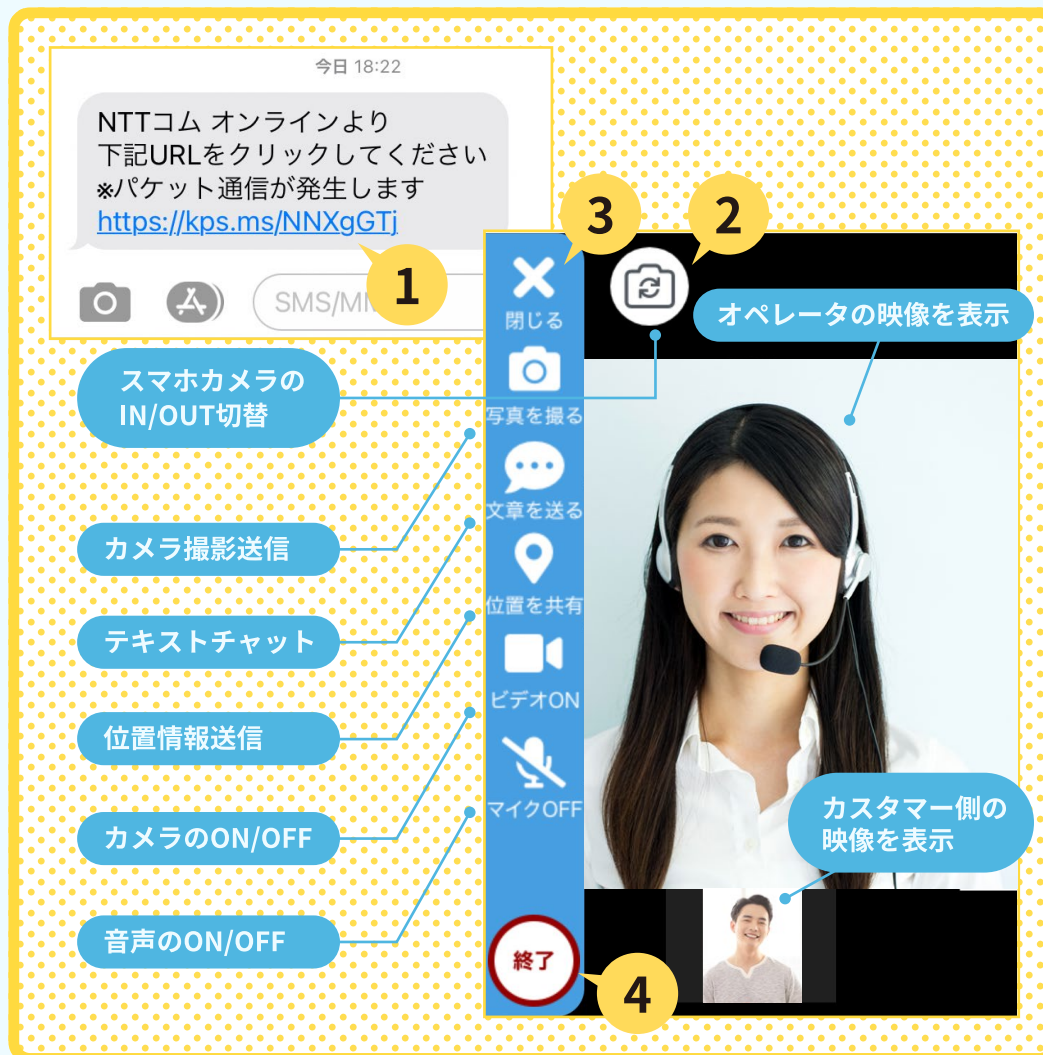 今日 18:22
NTTコム オンラインより
下記URLをクリックしてください
※パケット通信が発生します
https://kps.ms/NNXgGTj
1
SMS/M
3
2
閉じる
オペレータの映像を表示
スマホカメラの
IN/OUT切替
写真を撮る
文章を送る
カメラ撮影送信
位置を共有
テキストチャット
ビデオON
位置情報送信
マイクOFF
カスタマー側の
映像を表示
カメラのON/OFF
音声のON/OFF
終了
4